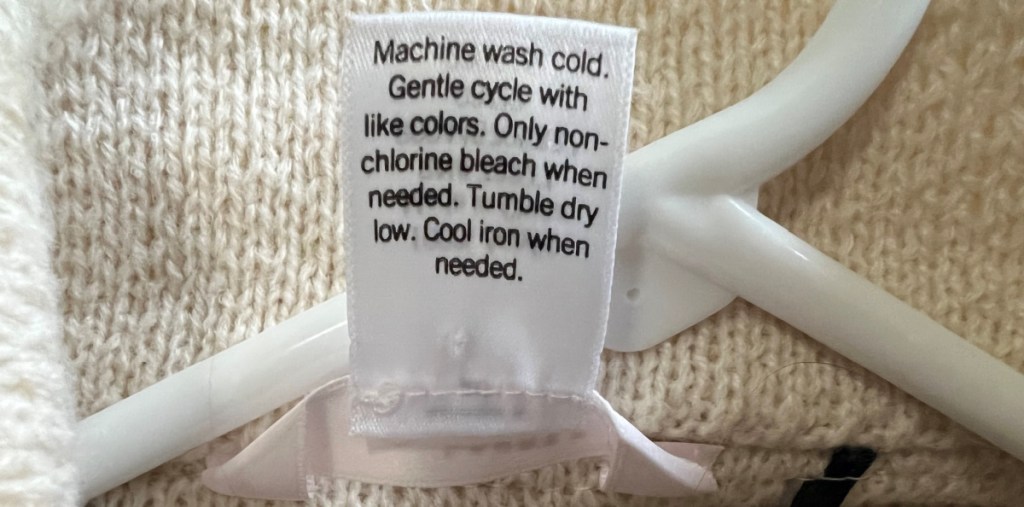 Machine wash cold.
Gentle cycle with
like colors. Only non-
chlorine bleach when
needed. Tumble dry
low. Cool iron when
needed.